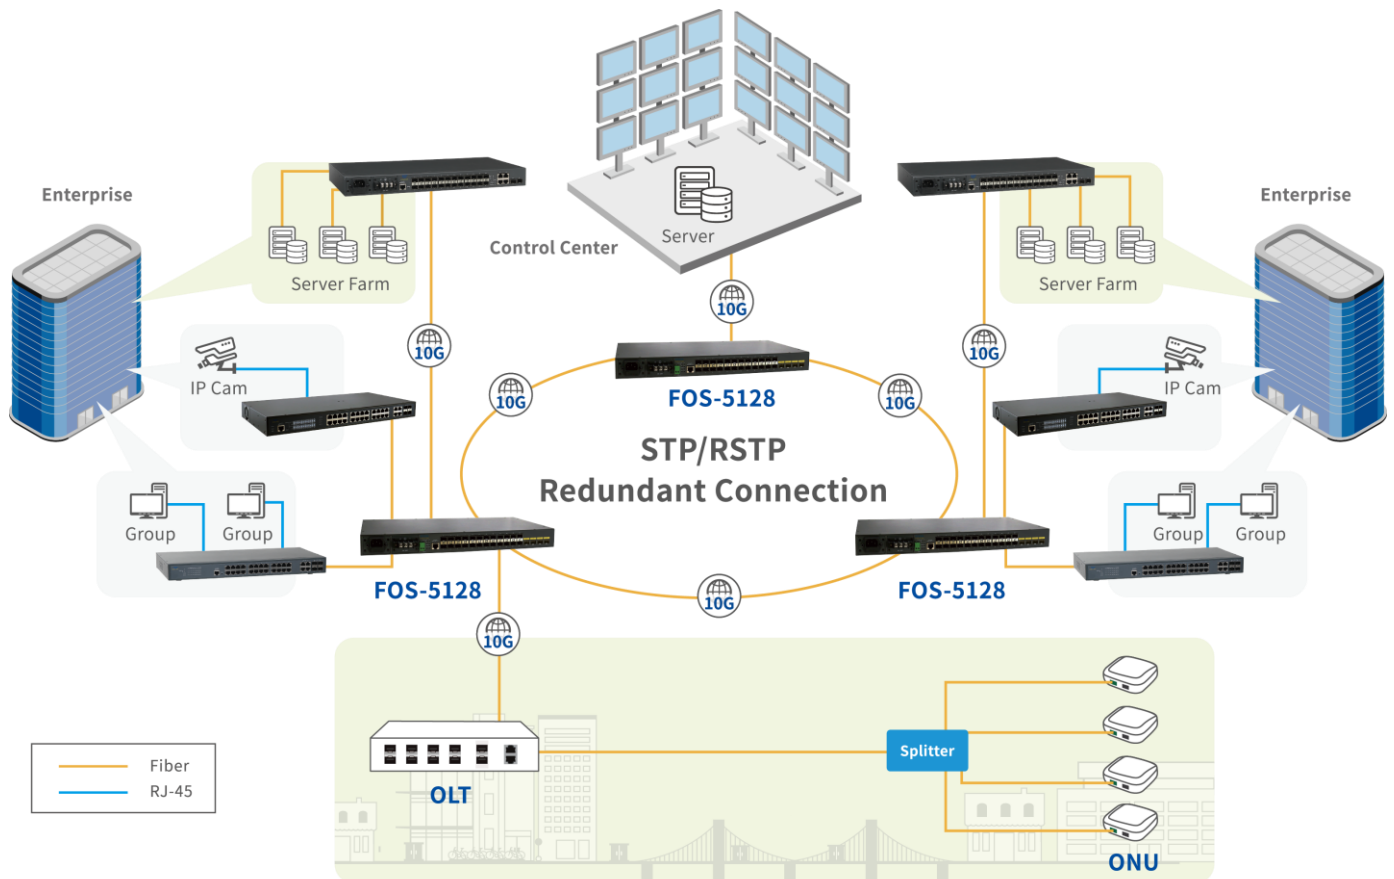 Enterprise
Server Farm
10G
IP Cam
Group
Group
Control Center
Server
10G
Enterprise
Server Farm
10G
IP Cam
Group
Group
10G
FOS-5128
10G
STP/RSTP
Redundant Connection
FOS-5128
FOS-5128
10G
10G
Fiber
RJ-45
OLT
Splitter
ONU